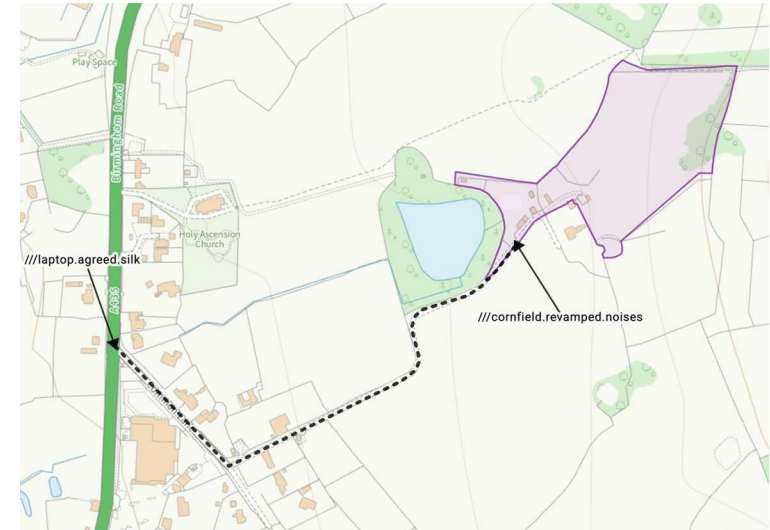 Play Space
Birmingham Road
Holy Ascension
Church
///laptop.agreed.silk
A435
///cornfield.revamped.noises